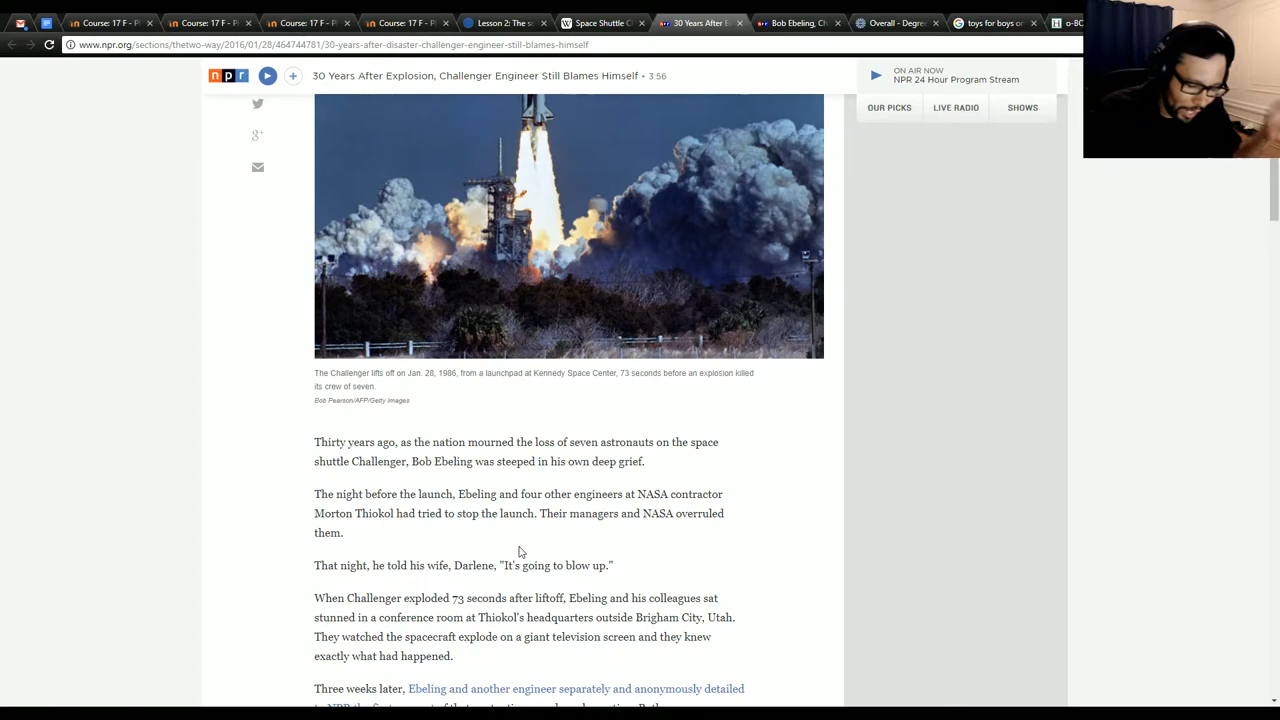 Course: 17 F - P
Course: 17 F - P
Course: 17 F - P
Course: 17 F - P
Lesson 2: The s
Space Shuttle C
30 Years After E
Bob Ebeling, Ch
Overall - Degre
toys for boys o
o-8O
www.npr.org/sections/thetwo-way/2016/01/28/464744781/30-years-after-disaster-challenger-engineer-still-blames-himself
npr
30 Years After Explosion, Challenger Engineer Still Blames Himself • 3:56
ON AIR NOW
NPR 24 Hour Program Stream
OUR PICKS LIVE RADIO SHOWS
g+
The Challenger lifts off on Jan. 28, 1986, from a launchpad at Kennedy Space Center, 73 seconds before an explosion killed
its crew of seven.
Bob Pearson/AFP/Getty Images
Thirty years ago, as the nation mourned the loss of seven astronauts on the space
shuttle Challenger, Bob Ebeling was steeped in his own deep grief.
The night before the launch, Ebeling and four other engineers at NASA contractor
Morton Thiokol had tried to stop the launch. Their managers and NASA overruled
them.
That night, he told his wife, Darlene, "It's going to blow up."
When Challenger exploded 73 seconds after liftoff, Ebeling and his colleagues sat
stunned in a conference room at Thiokol's headquarters outside Brigham City, Utah.
They watched the spacecraft explode on a giant television screen and they knew
exactly what had happened.
Three weeks later, Ebeling and another engineer separately and anonymously detailed
to NPR the first